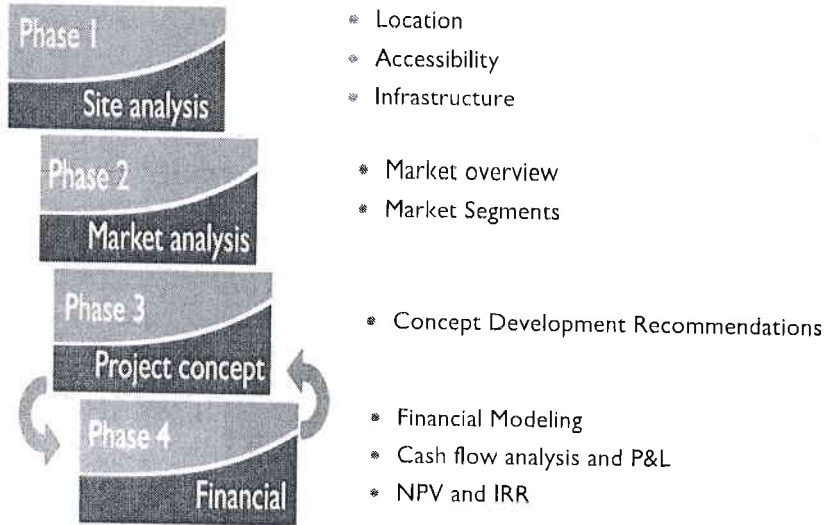 Phase 1
Site analysis
Location
Accessibility
Infrastructure
Phase 2
Market analysis
Market overview
Market Segments
Phase 3
Project concept
Concept Development Recommendations
Phase 4
Financial
Financial Modeling
Cash flow analysis and P&L
NPV and IRR